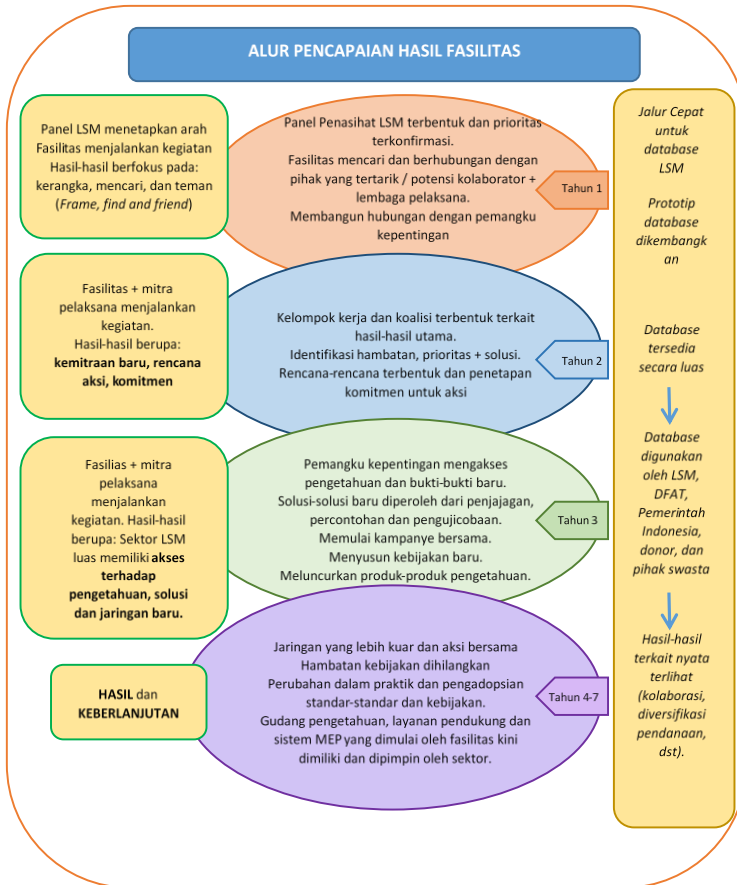 ALUR PENCAPAIAN HASIL FASILITAS
Panel LSM menetapkan arah
Fasilitas menjalankan kegiatan
Hasil-hasil berfokus pada:
kerangka, mencari, dan teman
(Frame, find and friend)
Panel Penasihat LSM terbentuk dan prioritas
terkonfirmasi.
Fasilitas mencari dan berhubungan dengan
pihak yang tertarik / potensi kolaborator +
lembaga pelaksana.
Membangun hubungan dengan pemangku
kepentingan
Tahun 1
Fasilitas + mitra
pelaksana menjalankan
kegiatan.
Hasil-hasil berupa:
kemitraan baru, rencana
aksi, komitmen
Kelompok kerja dan koalisi terbentuk terkait
hasil-hasil utama.
Identifikasi hambatan, prioritas + solusi.
Rencana-rencana terbentuk dan penetapan
komitmen untuk aksi
Tahun 2
Fasilias + mitra
pelaksana
menjalankan
kegiatan. Hasil-hasil
berupa: Sektor LSM
luas memiliki akses
terhadap
pengetahuan, solusi
dan jaringan baru.
Pemangku kepentingan mengakses
pengetahuan dan bukti-bukti baru.
Solusi-solusi baru diperoleh dari penjajagan,
percontohan dan pengujicobaan.
Memulai kampanye bersama.
Menyusun kebijakan baru.
Meluncurkan produk-produk pengetahuan.
Tahun 3
HASIL dan
KEBERLANJUTAN
Jaringan yang lebih kuar dan aksi bersama
Hambatan kebijakan dihilangkan
Perubahan dalam praktik dan pengadopsian
standar-standar dan kebijakan.
Gudang pengetahuan, layanan pendukung dan
sistem MEP yang dimulai oleh fasilitas kini
dimiliki dan dipimpin oleh sektor.
Tahun 4-7
Jalur Cepat
untuk
database
LSM
Prototip
database
dikembangk
an
Database
tersedia
secara luas
Database
digunakan
oleh LSM,
DFAT,
Pemerintah
Indonesia,
donor, dan
pihak swasta
Hasil-hasil
terkait nyata
terlihat
(kolaborasi,
diversifikasi
pendanaan,
dst).